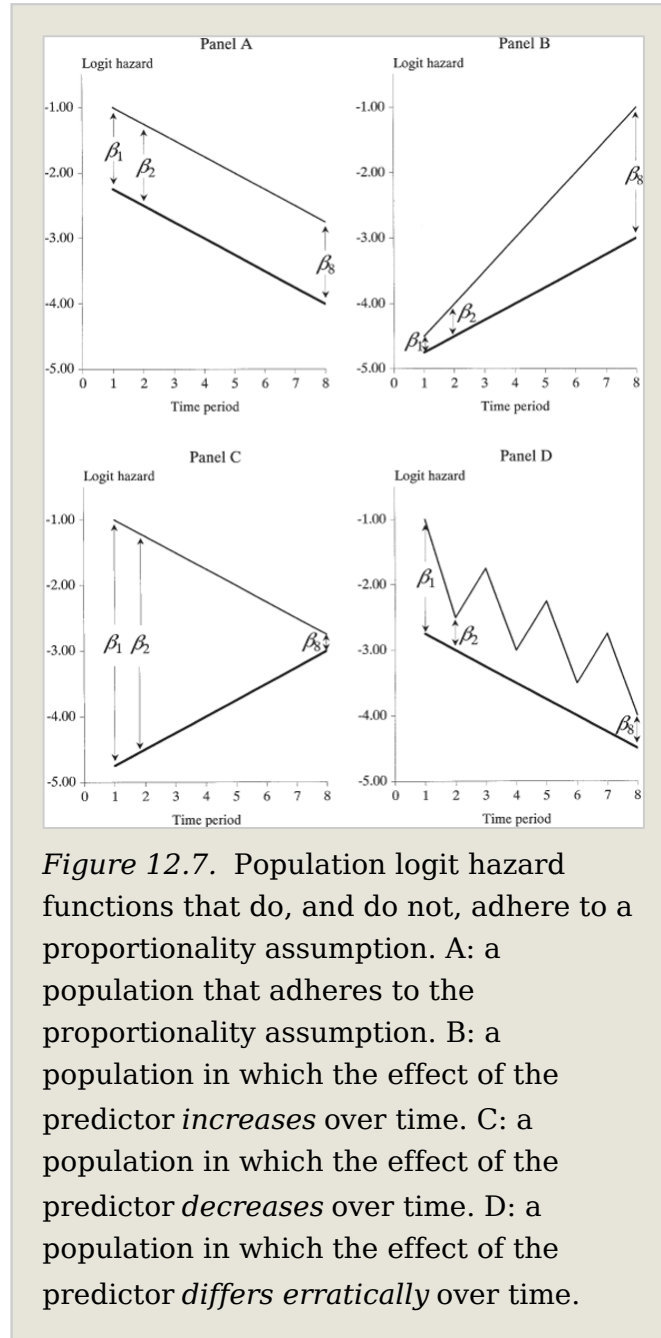 Panel A
Logit hazard
-1.00
-2.00
-3.00
-4.00
-5.00
β1
β2
β8
0 1 2 3 4 5 6 7 8
Time period
Panel B
Logit hazard
-1.00
-2.00
-3.00
-4.00
-5.00
β1
β2
β8
0 1 2 3 4 5 6 7 8
Time period
Panel C
Logit hazard
-1.00
-2.00
-3.00
-4.00
-5.00
β1 β2
β8
0 1 2 3 4 5 6 7 8
Time period
Panel D
Logit hazard
-1.00
-2.00
-3.00
-4.00
-5.00
β1
β2
β8
0 1 2 3 4 5 6 7 8
Time period
Figure 12.7. Population logit hazard
functions that do, and do not, adhere to a
proportionality assumption. A: a
population that adheres to the
proportionality assumption. B: a
population in which the effect of the
predictor increases over time. C: a
population in which the effect of the
predictor decreases over time. D: a
population in which the effect of the
predictor differs erratically over time.